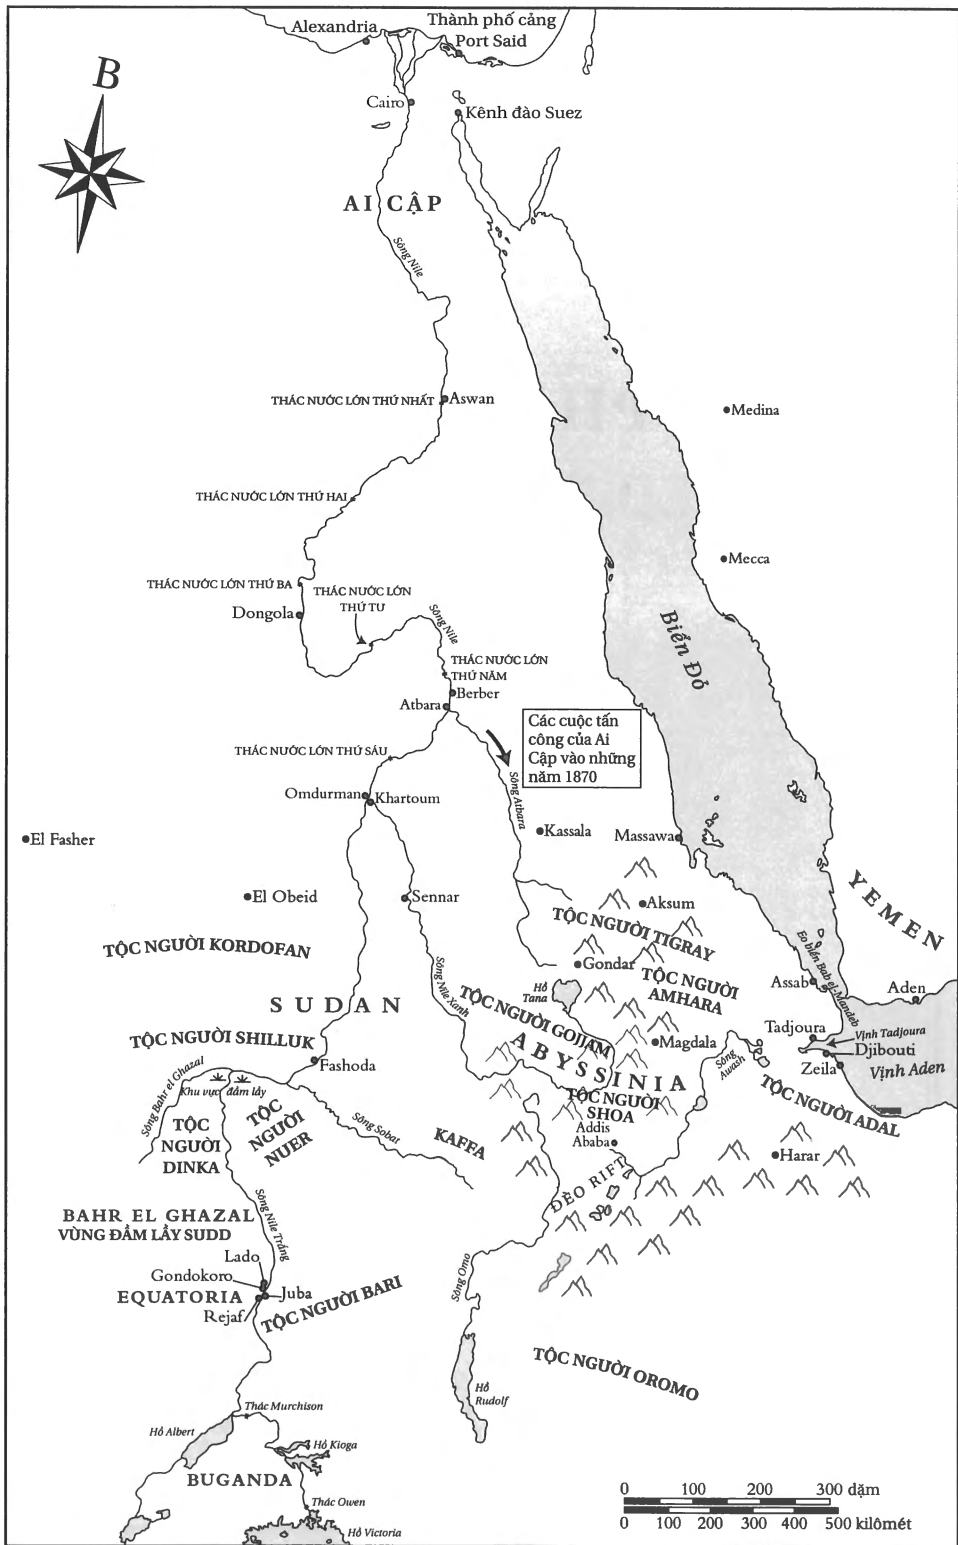 Alexandria
Thành phố cảng
Port Said
B
Cairo
Kênh đào Suez
AI CẬP
Sông Nile
THÁC NƯỚC LỚN THỨ NHẤT
Aswan
Medina
THÁC NƯỚC LỚN THỨ HAI
Mecca
THÁC NƯỚC LỚN THỨ BA
THÁC NƯỚC LỚN
THỨ TƯ
Dongola
Sông Nile
Biển Đỏ
THÁC NƯỚC LỚN
THỨ NĂM
Berber
Atbara
Các cuộc tấn
công của Ai
Cập vào những
năm 1870
THÁC NƯỚC LỚN THỨ SÁU
Sông Atbara
Omdurman
Khartoum
Kassala
Massawa
El Fasher
El Obeid
Sennar
Aksum
YEMEN
TỘC NGƯỜI KORDOFAN
TỘC NGƯỜI TIGRAY
Gondar
Eo biển Bab el-Mandeb
Sông Nile Xanh
Hồ
Tana
TỘC NGƯỜI
AMHARA
Assab
Aden
SUDAN
TỘC NGƯỜI GOJJAM
TỘC NGƯỜI SHILLUK
Tadjoura
Vịnh Tadjoura
Magdala
ABYSSINIA
Djibouti
Fashoda
Sông
Awash
Zeila
Vịnh Aden
Sông Bahr el Ghazal
Khu vực đầm lầy
TỘC NGƯỜI
SHOA
TỘC NGƯỜI ADAL
TỘC
NGƯỜI
DINKA
TỘC
NGƯỜI
NUER
Sông Sobat
KAFFA
Addis
Ababa
Harar
ĐÈO RIFT
BAHR EL GHAZAL
VÙNG ĐẦM LẦY SUDD
Sông Nile Trắng
Lado
Gondokoro
EQUATORIA
Juba
Rejaf
TỘC NGƯỜI BARI
Sông Omo
TỘC NGƯỜI OROMO
Hồ
Rudolf
Thác Murchison
Hồ Albert
Hồ Kioga
BUGANDA
Thác Owen
Hồ Victoria
0 100 200 300 dặm
0 100 200 300 400 500 kilômét